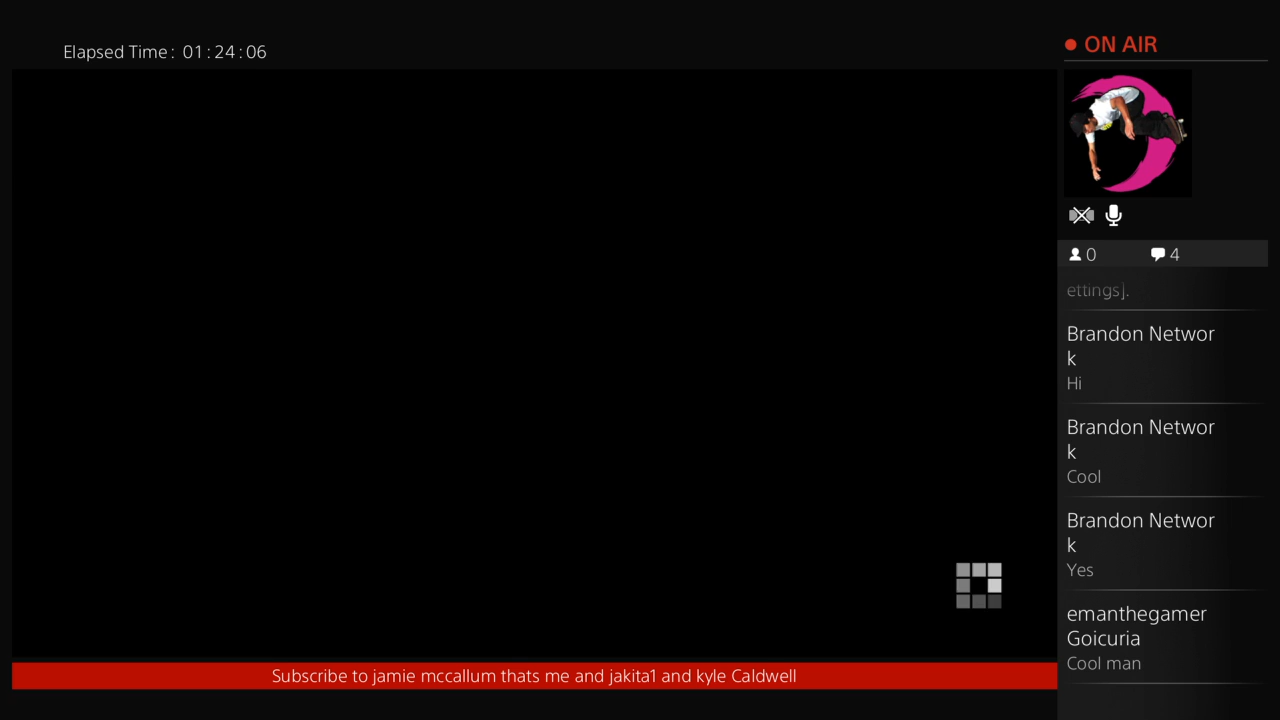 Elapsed Time: 01:24:06
ON AIR
0 4
ettings].
Brandon Networ
k
Hi
Brandon Networ
k
Cool
Brandon Networ
k
Yes
emanthegamer
Goicuria
Cool man
Subscribe to jamie mccallum thats me and jakita1 and kyle Caldwell